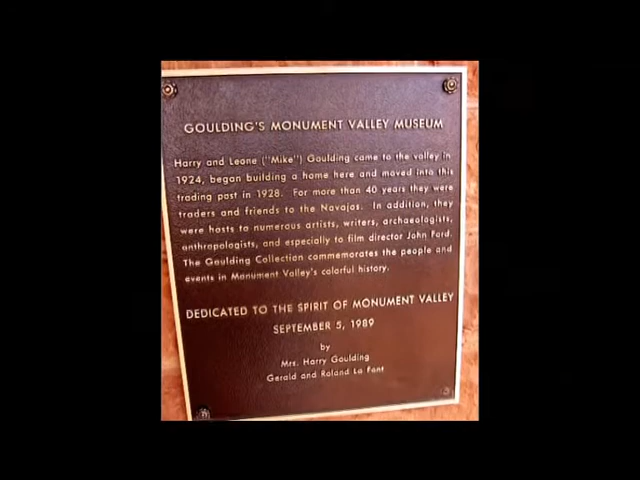 GOULDING'S MONUMENT VALLEY MUSEUM
Harry and Leone ("Mike") Goulding came to the valley in
1924, began building a home here and moved into this
trading post in 1928. For more than 40 years they were
traders and friends to the Navajos. In addition, they
were hosts to numerous artists, writers, archaeologists,
anthropologists, and especially to film director John Ford.
The Goulding Collection commemorates the people and
events in Monument Valley's colorful history.
DEDICATED TO THE SPIRIT OF MONUMENT VALLEY
SEPTEMBER 5, 1989
by
Mrs. Harry Goulding
Gerald and Roland La Font